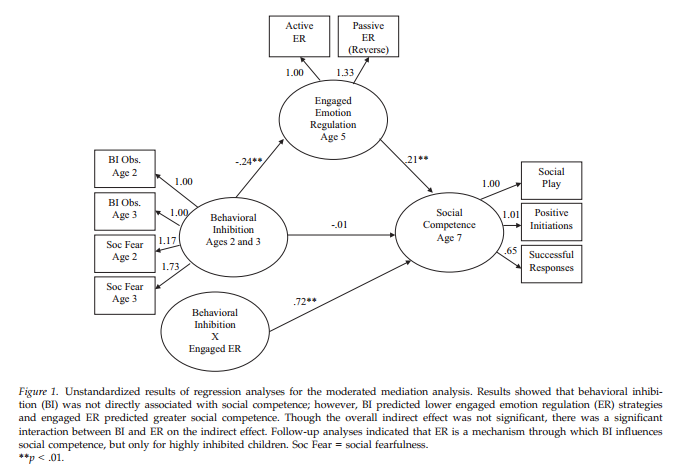 Active
ER
Passive
ER
(Reverse)
1.00
1.33
Engaged
Emotion
Regulation
Age 5
-.24**
.21**
BI Obs.
Age 2
BI Obs.
Age 3
Soc Fear
Age 2
Soc Fear
Age 3
1.00
1.00
1.17
1.73
Behavioral
Inhibition
Ages 2 and 3
-.01
Social
Competence
Age 7
1.00
1.01
.65
Social
Play
Positive
Initiations
Successful
Responses
Behavioral
Inhibition
X
Engaged ER
.72**
Figure 1. Unstandardized results of regression analyses for the moderated mediation analysis. Results showed that behavioral inhibi-
tion (BI) was not directly associated with social competence; however, BI predicted lower engaged emotion regulation (ER) strategies
and engaged ER predicted greater social competence. Though the overall indirect effect was not significant, there was a significant
interaction between BI and ER on the indirect effect. Follow-up analyses indicated that ER is a mechanism through which BI influences
social competence, but only for highly inhibited children. Soc Fear = social fearfulness.
**p < .01.